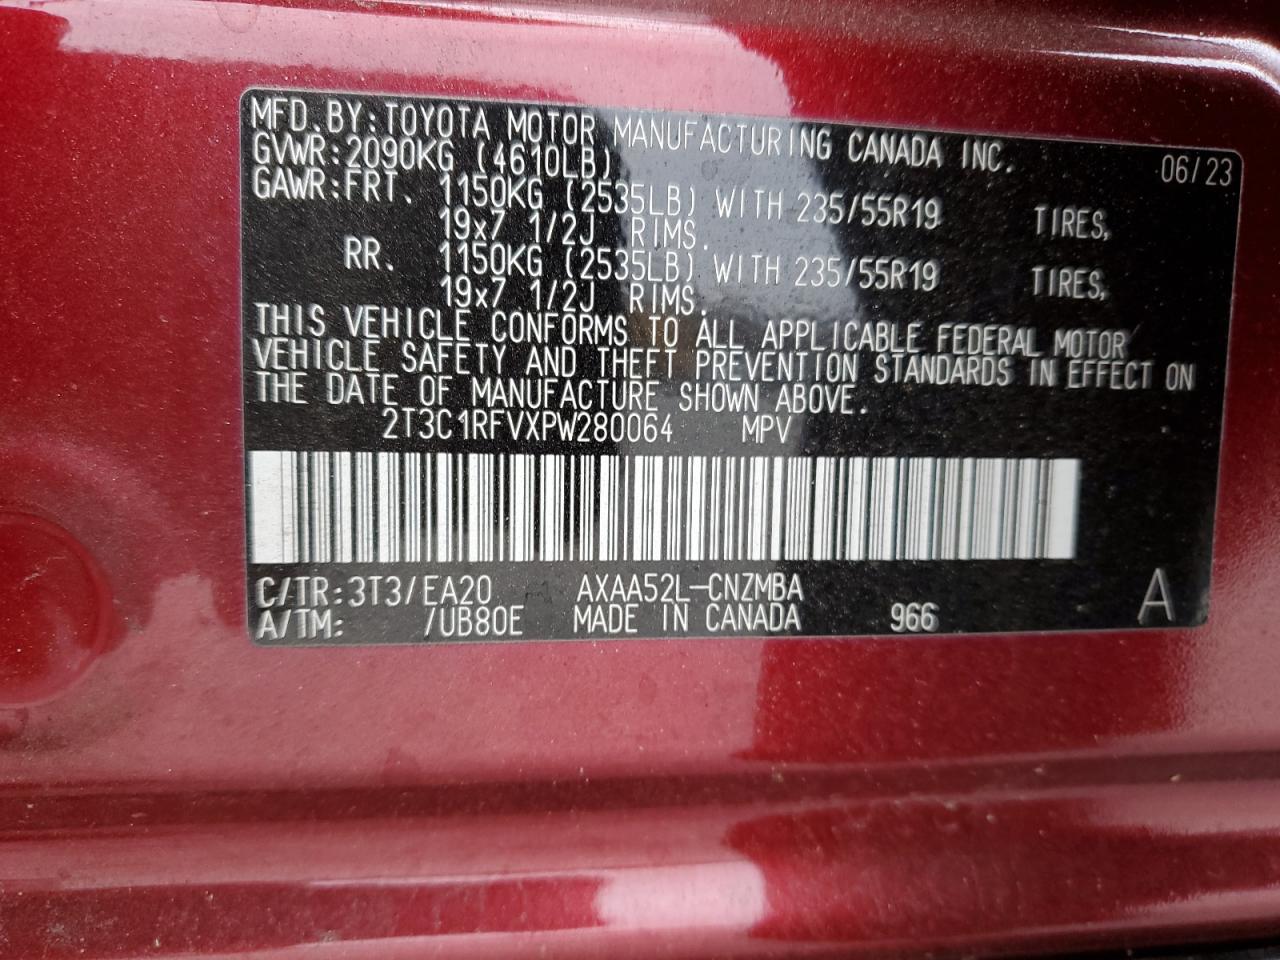 MFD.BY:TOYOTA MOTOR MANUFACTURING CANADA INC. 06/23
GVWR:2090KG (4610LB)
GAWR:FRT. 1150KG (2535LB) WITH 235/55R19 TIRES,
19x7 1/2J RIMS.
RR. 1150KG (2535LB) WITH 235/55R19 TIRES,
19x7 1/2J RIMS.
THIS VEHICLE CONFORMS TO ALL APPLICABLE FEDERAL MOTOR
VEHICLE SAFETY AND THEFT PREVENTION STANDARDS IN EFFECT ON
THE DATE OF MANUFACTURE SHOWN ABOVE.
2T3C1RFVXPW280064 MPV
C/TR:3T3/EA20 AXAA52L-CNZMBA
A/TM: /UB80E MADE IN CANADA 966 A